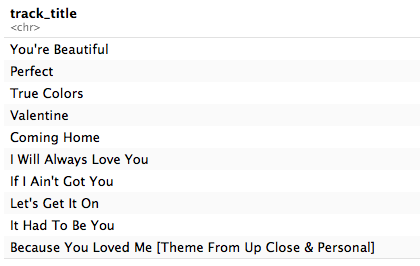 track_title
<chr>
You're Beautiful
Perfect
True Colors
Valentine
Coming Home
I Will Always Love You
If I Ain't Got You
Let's Get It On
It Had To Be You
Because You Loved Me [Theme From Up Close & Personal]